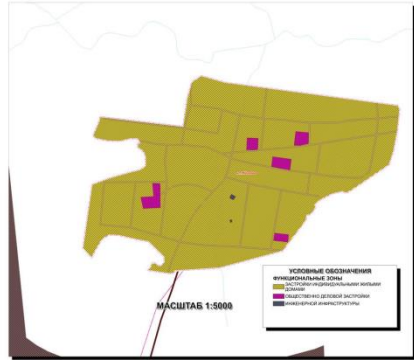 МАСШТАБ 1:5000
УСЛОВНЫЕ ОБОЗНАЧЕНИЯ
ФУНКЦИОНАЛЬНЫЕ ЗОНЫ
ЗАСТРОЙКИ ИНДИВИДУАЛЬНЫМИ ЖИЛЫМИ
ДОМАМИ
ОБЩЕСТВЕННО ДЕЛОВОЙ ЗАСТРОЙКИ
ИНЖЕНЕРНОЙ ИНФРАСТРУКТУРЫ